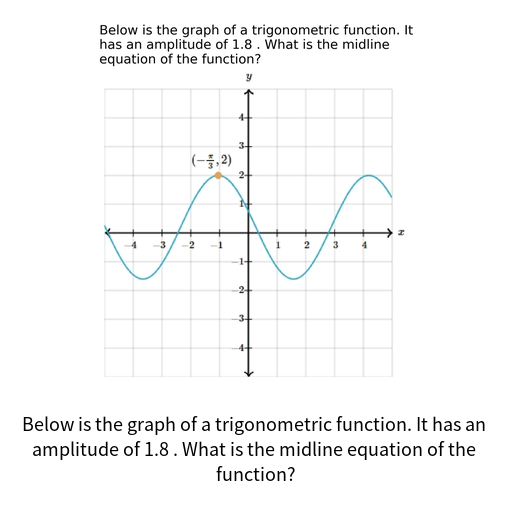 Below is the graph of a trigonometric function. It
has an amplitude of 1.8 . What is the midline
equation of the function?
y
4
3
(-π/3, 2)
2
1
-4 -3 -2 -1 1 2 3 4 x
-1
-2
-3
-4
Below is the graph of a trigonometric function. It has an
amplitude of 1.8 . What is the midline equation of the
function?